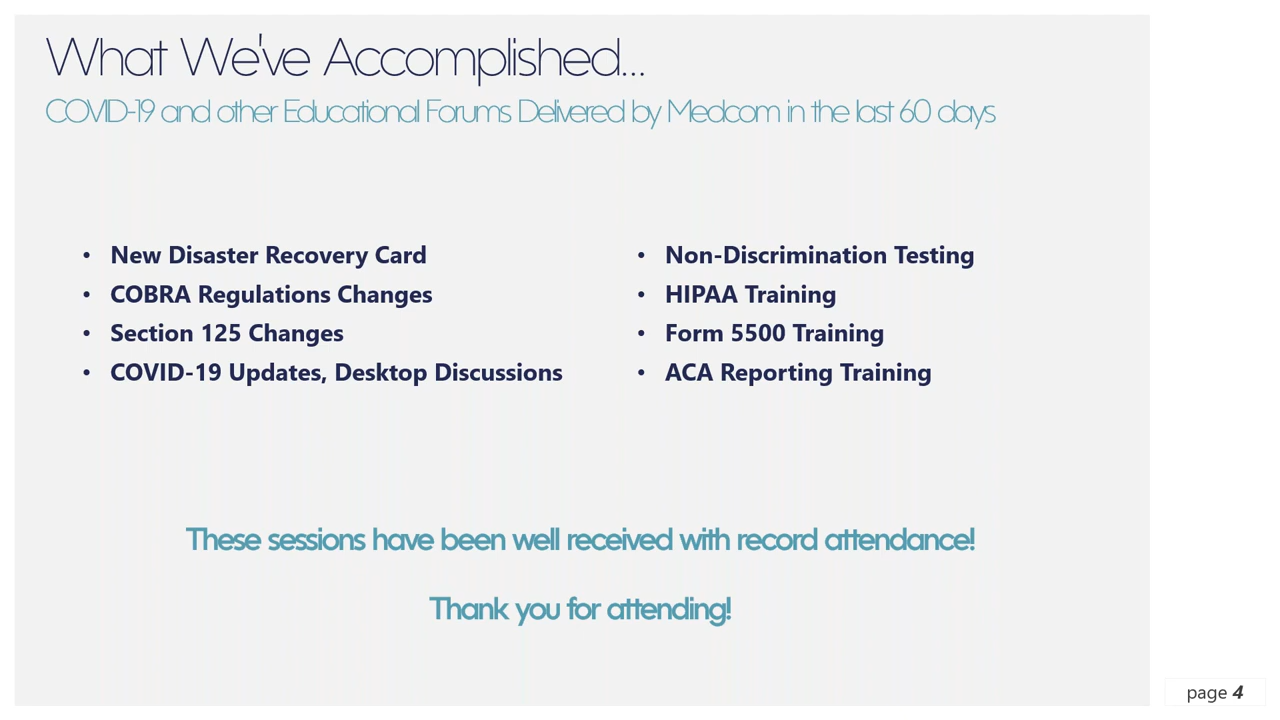 What We've Accomplished...
COVID-19 and other Educational Forums Delivered by Medcom in the last 60 days
• New Disaster Recovery Card
• COBRA Regulations Changes
• Section 125 Changes
• COVID-19 Updates, Desktop Discussions
• Non-Discrimination Testing
• HIPAA Training
• Form 5500 Training
• ACA Reporting Training
These sessions have been well received with record attendance!
Thank you for attending!
page 4